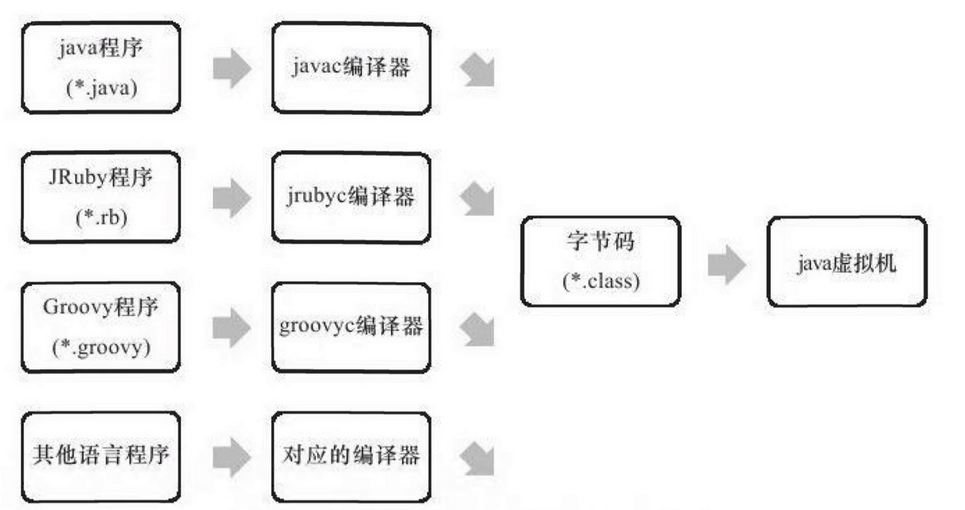 java程序
(*.java)
javac编译器
JRuby程序
(*.rb)
jrubyc编译器
字节码
(*.class)
java虚拟机
Groovy程序
(*.groovy)
groovyc编译器
其他语言程序
对应的编译器